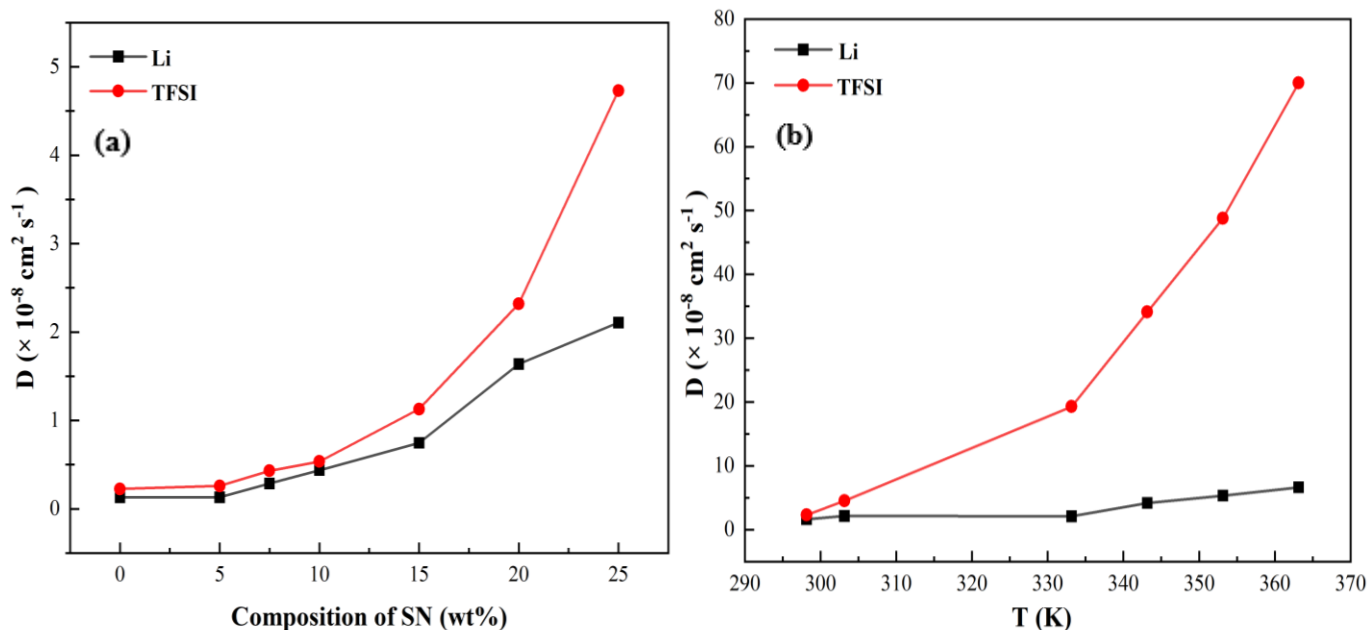 Li
TFSI
(a)
5
4
3
2
1
0
D (× 10⁻⁸ cm² s⁻¹ )
0 5 10 15 20 25
Composition of SN (wt%)
Li
TFSI
(b)
80
70
60
50
40
30
20
10
0
D (× 10⁻⁸ cm² s⁻¹ )
290 300 310 320 330 340 350 360 370
T (K)